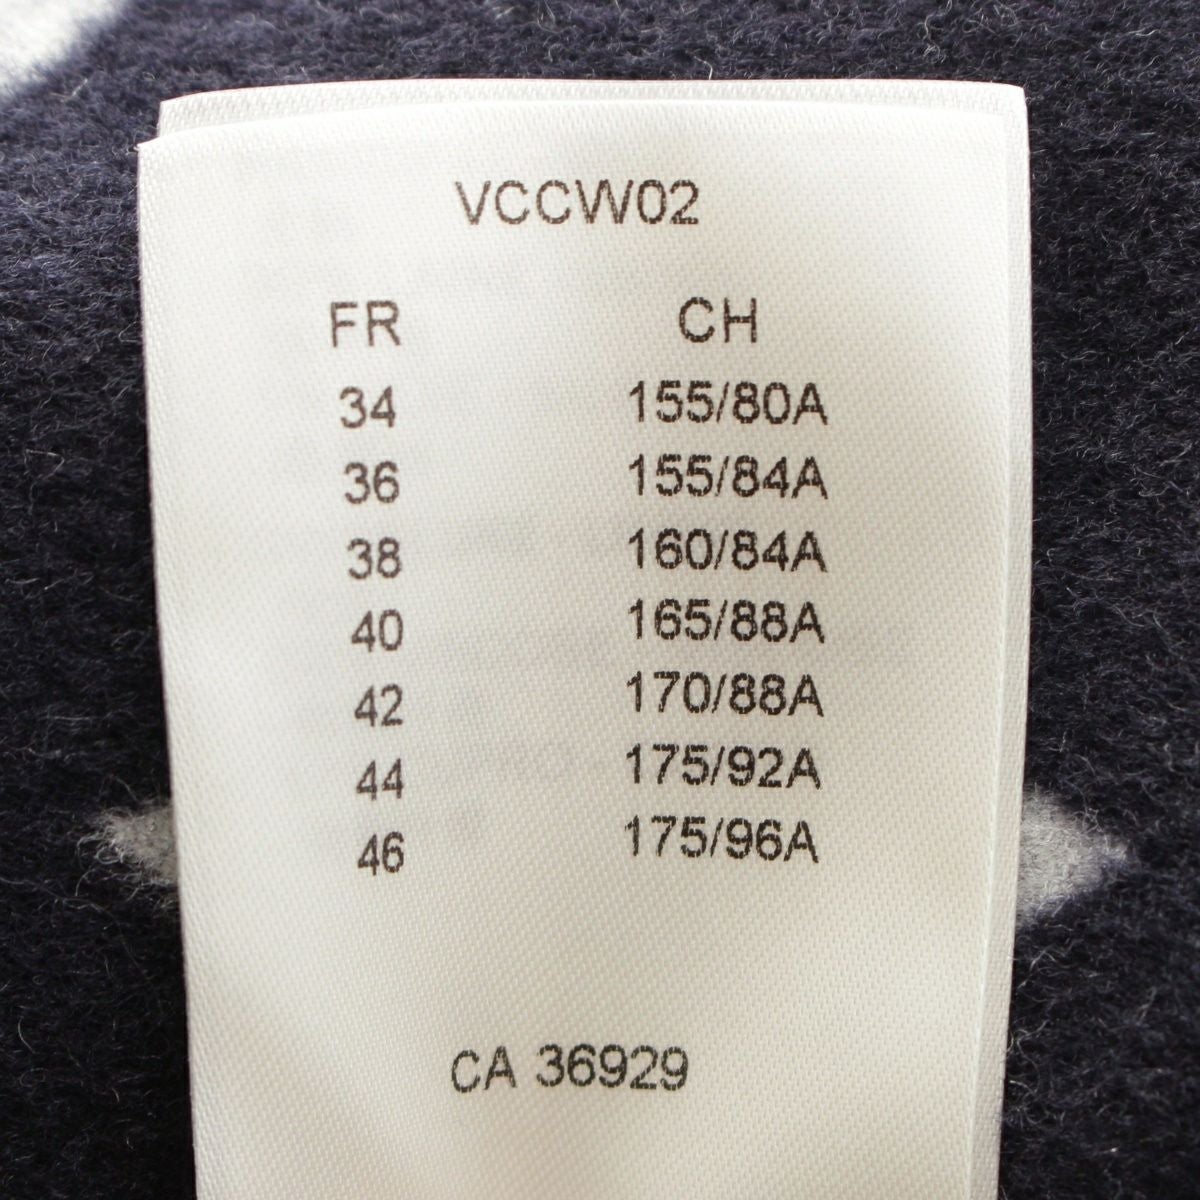 VCCW02
FR CH
34 155/80A
36 155/84A
38 160/84A
40 165/88A
42 170/88A
44 175/92A
46 175/96A
CA 36929